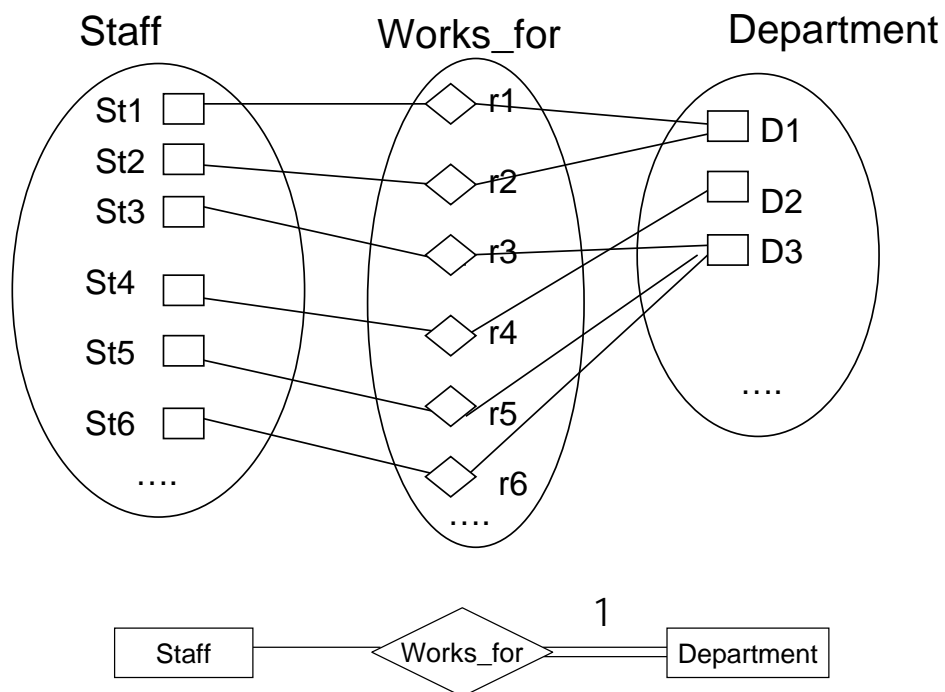 Staff Works_for Department
St1 r1 D1
St2 r2 D2
St3 r3 D3
St4 r4
St5 r5 ....
St6 r6
.... ....
1
Staff Works_for Department